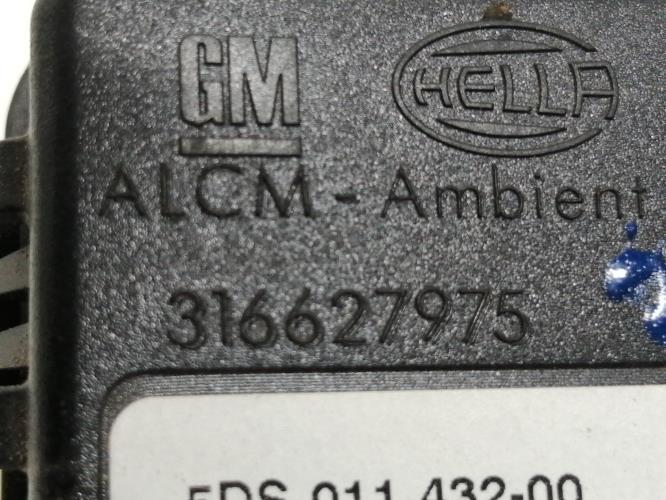 GM HELLA
ALCM - Ambient
316627975
5DS 011 432-00